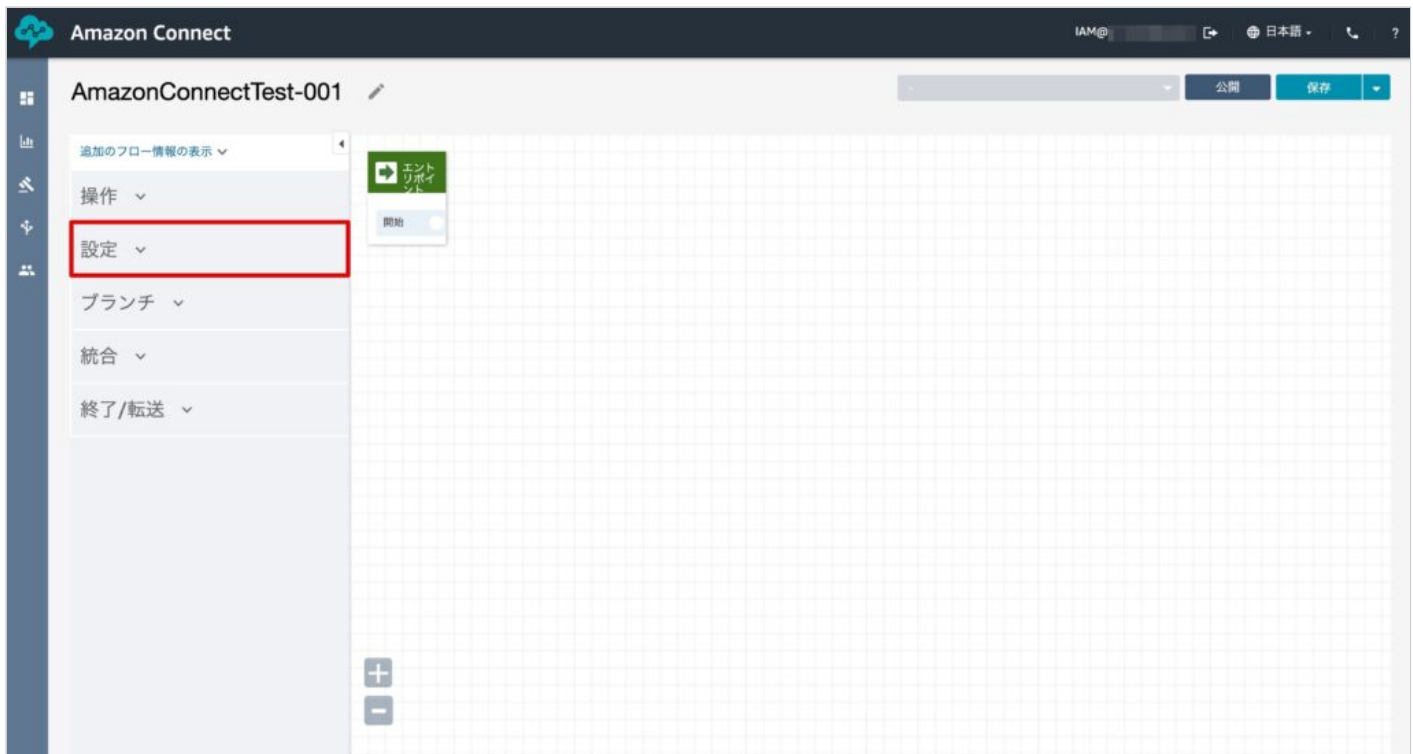 Amazon Connect
IAM@
日本語
?
AmazonConnectTest-001
公開
保存
追加のフロー情報の表示
操作
設定
ブランチ
統合
終了/転送
エント
リポイ
ント
開始